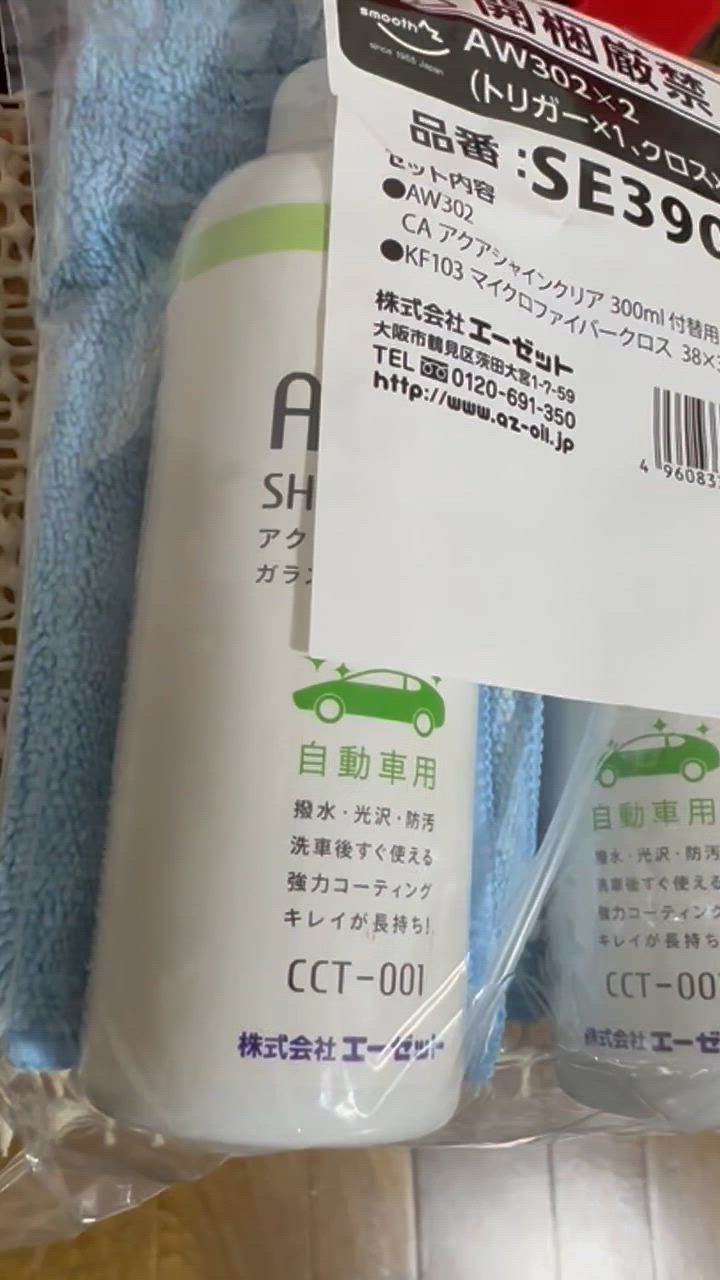 開梱厳禁
smooth AZ
since 1955 Japan
AW302×2
(トリガー×1、クロス
品番:SE390
セット内容
●AW302
CA アクアシャインクリア 300ml 付替用
●KF103 マイクロファイバークロス 38×
株式会社エーゼット
大阪市鶴見区茨田大宮1-7-59
TEL 0120-691-350
http://www.az-oil.jp
4 96083
A
SH
アク
ガラ
自動車用
撥水・光沢・防汚
洗車後すぐ使える
強力コーティング
キレイが長持ち!
CCT-001
株式会社エーゼット
自動車用
撥水・光沢・防汚
洗車後すぐ使える
強力コーティング
キレイが長持ち
CCT-00
株式会社エーゼ